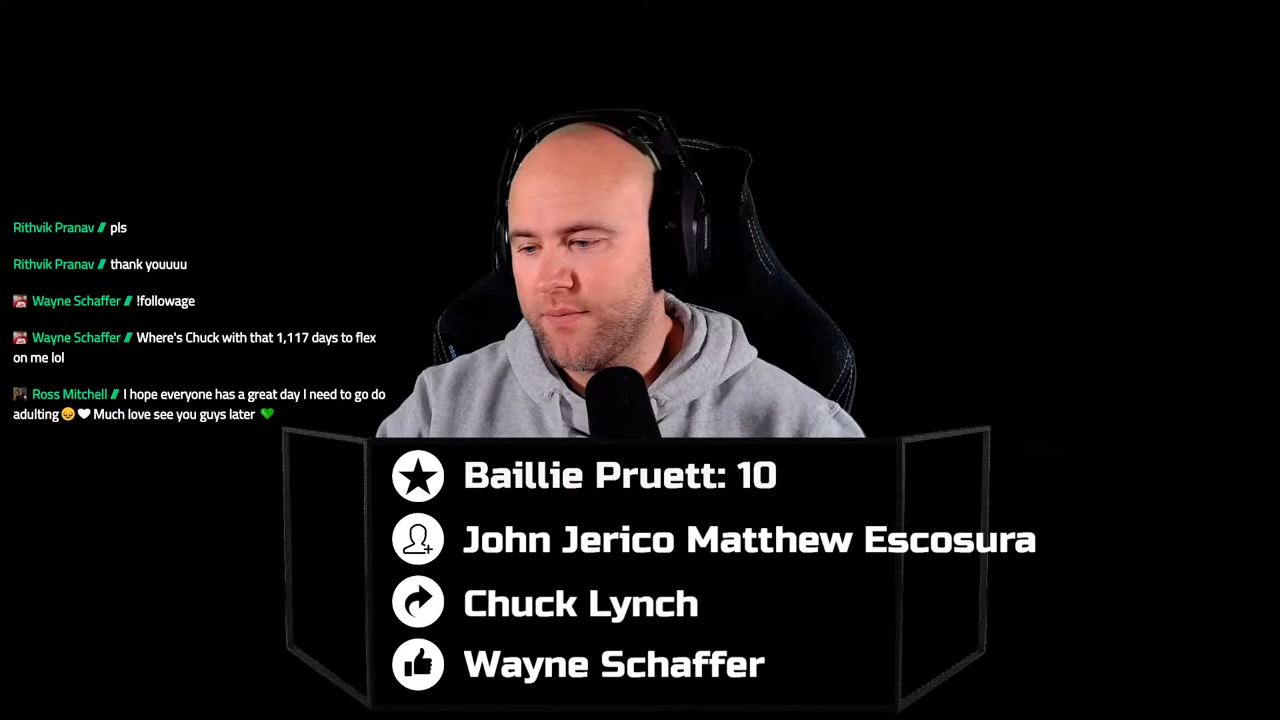 Rithvik Pranav // pls
Rithvik Pranav // thank youuuu
Wayne Schaffer // !followage
Wayne Schaffer // Where's Chuck with that 1,117 days to flex
on me lol
Ross Mitchell // I hope everyone has a great day I need to go do
adulting😞🤍 Much love see you guys later 💚
Baillie Pruett: 10
John Jerico Matthew Escosura
Chuck Lynch
Wayne Schaffer